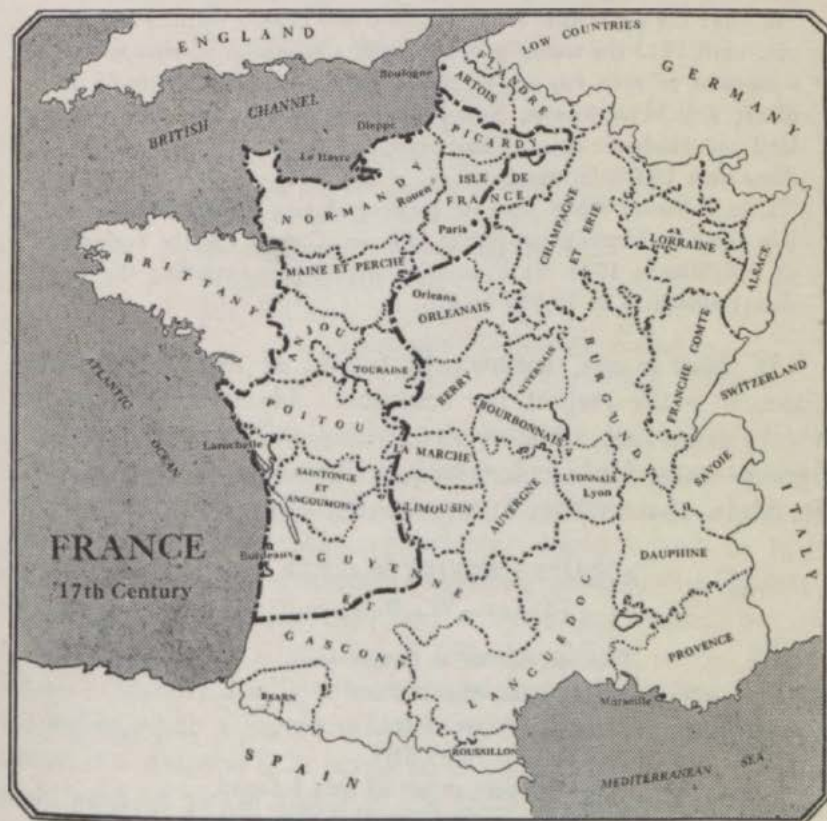 ENGLAND
LOW COUNTRIES
GERMANY
BRITISH CHANNEL
Boulogne
FLANDRE
ARTOIS
Dieppe
PICARDY
Le Havre
NORMANDY
Rouen
ISLE DE
FRANCE
Paris
CHAMPAGNE
ET ERIE
LORRAINE
ALSACE
BRITTANY
MAINE ET PERCHE
Orleans
ORLEANAIS
ANJOU
TOURAINE
BERRY
NIVERNAIS
BURGUNDY
FRANCHE COMTE
SWITZERLAND
ATLANTIC OCEAN
POITOU
BOURBONNAIS
Larochelle
LA MARCHE
SAINTONGE
ET
ANGOUMOIS
LIMOUSIN
AUVERGNE
LYONNAIS
Lyon
SAVOIE
ITALY
FRANCE
17th Century
Bordeaux
GUYENNE
ET
GASCONY
DAUPHINE
LANGUEDOC
PROVENCE
BEARN
Marseille
ROUSAILLON
SPAIN
MEDITERRANEAN SEA